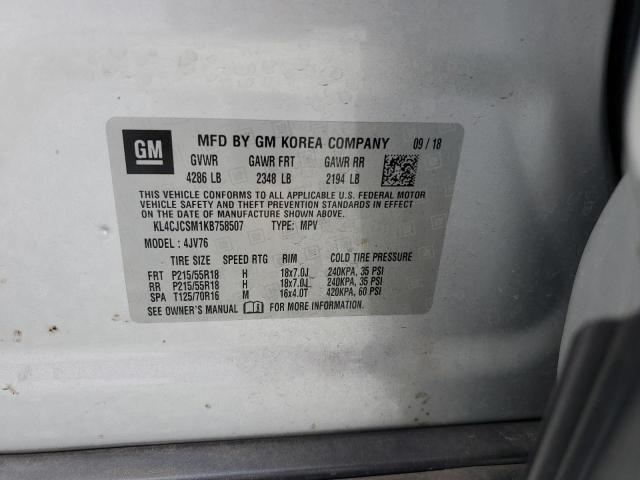 GM
MFD BY GM KOREA COMPANY 09 / 18
GVWR GAWR FRT GAWR RR
4286 LB 2348 LB 2194 LB
THIS VEHICLE CONFORMS TO ALL APPLICABLE U.S. FEDERAL MOTOR
VEHICLE SAFETY AND THEFT PREVENTION STANDARDS IN EFFECT
ON THE DATE OF MANUFACTURE SHOWN ABOVE.
KL4CJCSM1KB758507 TYPE: MPV
MODEL : 4JV76
TIRE SIZE SPEED RTG RIM COLD TIRE PRESSURE
FRT P215/55R18 H 18x7.0J 240KPA, 35 PSI
RR P215/55R18 H 18x7.0J 240KPA, 35 PSI
SPA T125/70R16 M 16x4.0T 420KPA, 60 PSI
SEE OWNER'S MANUAL FOR MORE INFORMATION